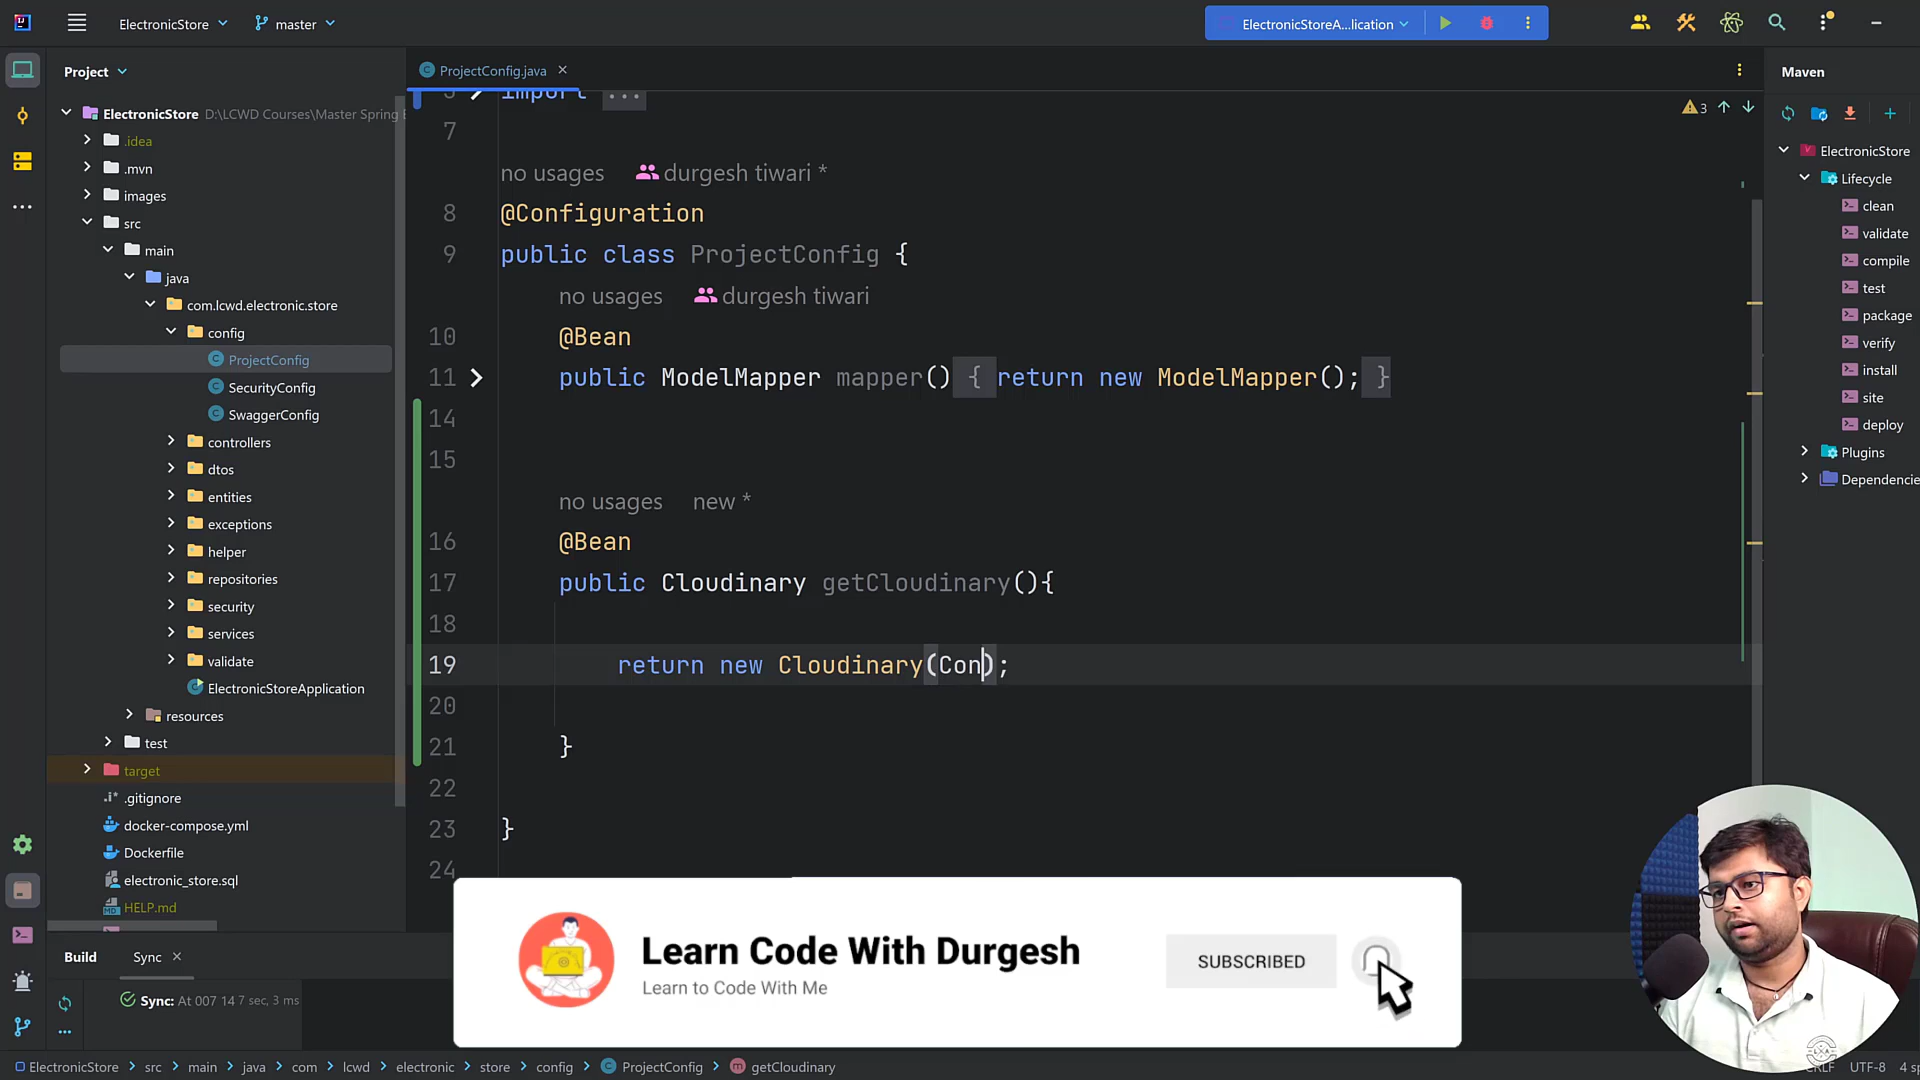 ElectronicStore
master
ElectronicStoreA...lication
Project
ProjectConfig.java
Maven
ElectronicStore D:\LCWD Courses\Master Spring
.idea
.mvn
images
src
main
java
com.lcwd.electronic.store
config
ProjectConfig
SecurityConfig
SwaggerConfig
controllers
dtos
entities
exceptions
helper
repositories
security
services
validate
ElectronicStoreApplication
resources
test
target
.gitignore
docker-compose.yml
Dockerfile
electronic_store.sql
HELP.md
import ...
7
no usages durgesh tiwari *
8 @Configuration
9 public class ProjectConfig {
no usages durgesh tiwari
10 @Bean
11 public ModelMapper mapper() { return new ModelMapper(); }
14
15
no usages new *
16 @Bean
17 public Cloudinary getCloudinary(){
18
19 return new Cloudinary(Con);
20
21 }
22
23 }
24
3
ElectronicStore
Lifecycle
clean
validate
compile
test
package
verify
install
site
deploy
Plugins
Dependencie
Build Sync
Sync: At 007 14 7 sec, 3 ms
Learn Code With Durgesh
Learn to Code With Me
SUBSCRIBED
ElectronicStore > src > main > java > com > lcwd > electronic > store > config > ProjectConfig > getCloudinary
CRLF UTF-8 4 sp